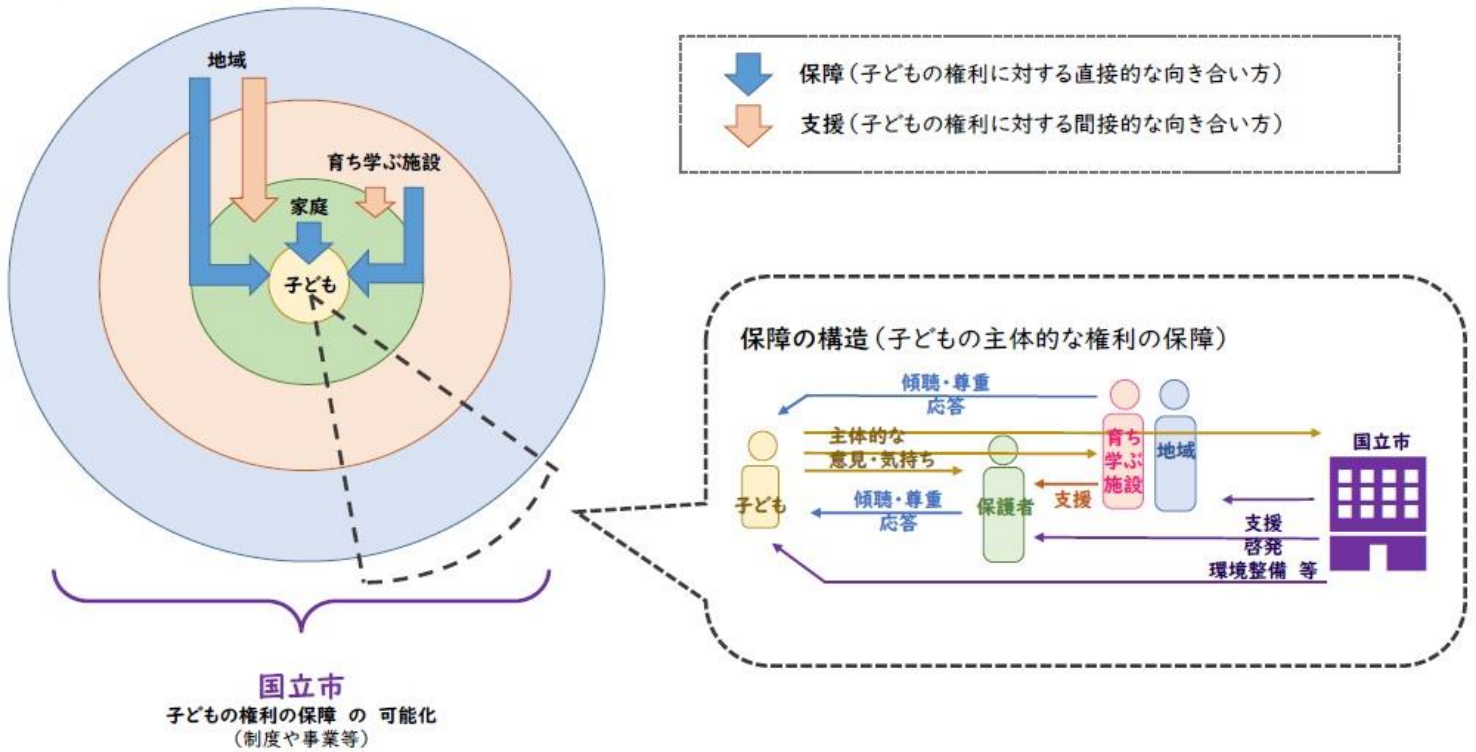 地域
育ち学ぶ施設
家庭
子ども
国立市
子どもの権利の保障 の 可能化
（制度や事業等）
保障（子どもの権利に対する直接的な向き合い方）
支援（子どもの権利に対する間接的な向き合い方）
保障の構造（子どもの主体的な権利の保障）
傾聴・尊重
応答
主体的な
意見・気持ち
傾聴・尊重
応答
子ども
保護者
支援
育ち
学ぶ
施設
地域
国立市
支援
啓発
環境整備 等